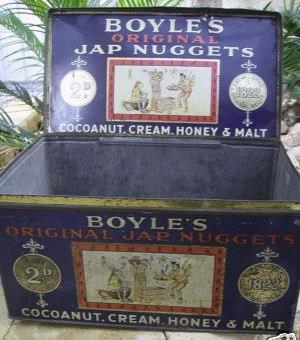 BOYLE'S
ORIGINAL
JAP NUGGETS
2D
1822
COCOANUT. CREAM. HONEY & MALT
BOYLE'S
ORIGINAL JAP NUGGETS
2D
1822
COCOANUT. CREAM. HONEY & MALT